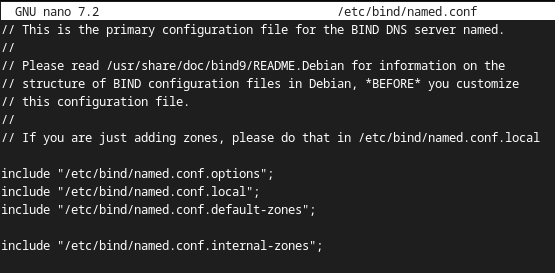 GNU nano 7.2 /etc/bind/named.conf
// This is the primary configuration file for the BIND DNS server named.
//
// Please read /usr/share/doc/bind9/README.Debian for information on the
// structure of BIND configuration files in Debian, *BEFORE* you customize
// this configuration file.
//
// If you are just adding zones, please do that in /etc/bind/named.conf.local
include "/etc/bind/named.conf.options";
include "/etc/bind/named.conf.local";
include "/etc/bind/named.conf.default-zones";
include "/etc/bind/named.conf.internal-zones";